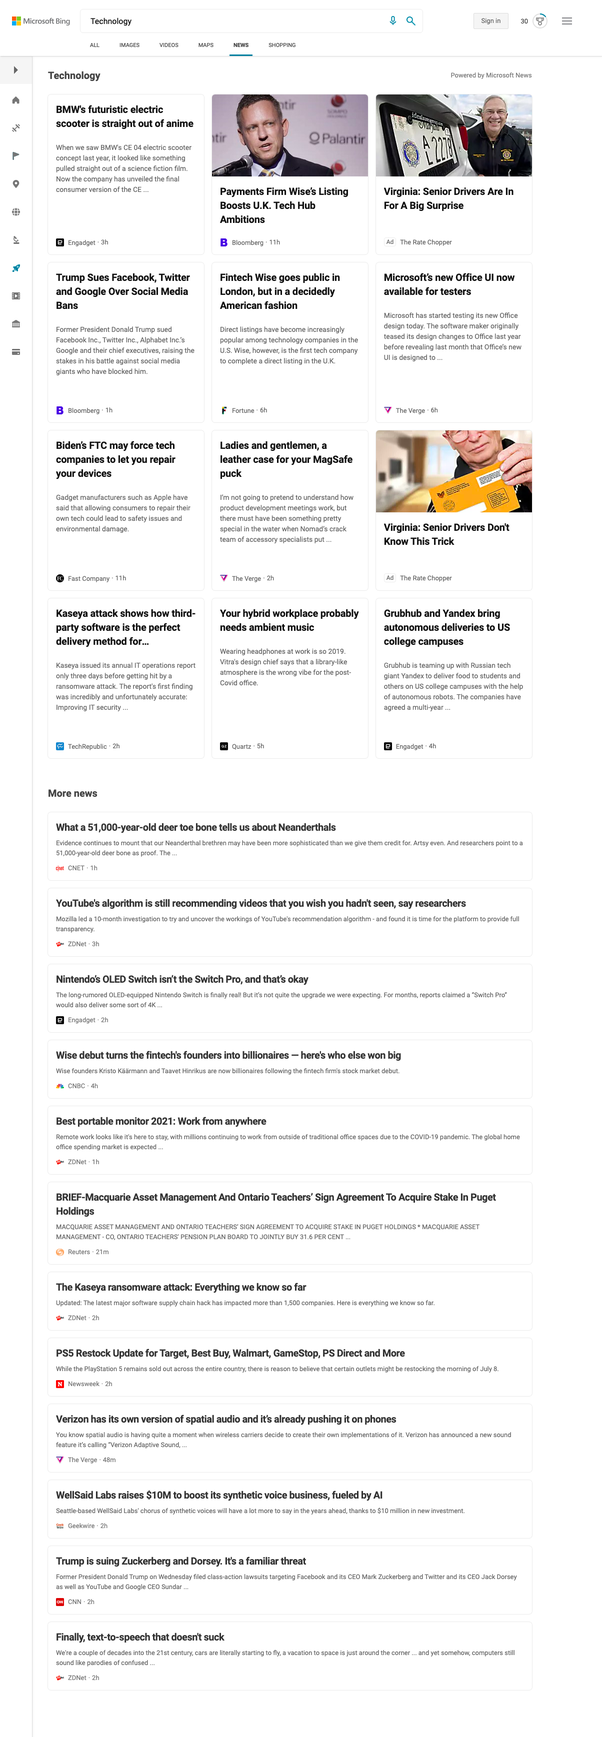 Microsoft Bing
Technology
Sign in
30
ALL
IMAGES
VIDEOS
MAPS
NEWS
SHOPPING
Technology
Powered by Microsoft News
BMW's futuristic electric
scooter is straight out of anime
When we saw BMW's CE 04 electric scooter
concept last year, it looked like something
pulled straight out of a science fiction film.
Now the company has unveiled the final
consumer version of the CE ...
Engadget · 3h
Palantir
Payments Firm Wise's Listing
Boosts U.K. Tech Hub
Ambitions
Bloomberg · 11h
Virginia: Senior Drivers Are In
For A Big Surprise
Ad The Rate Chopper
Trump Sues Facebook, Twitter
and Google Over Social Media
Bans
Former President Donald Trump sued
Facebook Inc., Twitter Inc., Alphabet Inc.'s
Google and their chief executives, raising the
stakes in his battle against social media
giants who have blocked him.
Bloomberg · 1h
Fintech Wise goes public in
London, but in a decidedly
American fashion
Direct listings have become increasingly
popular among technology companies in the
U.S. Wise, however, is the first tech company
to complete a direct listing in the U.K.
Fortune · 6h
Microsoft's new Office UI now
available for testers
Microsoft has started testing its new Office
design today. The software maker originally
teased its design changes to Office last year
before revealing last month that Office's new
UI is designed to ...
The Verge · 6h
Biden's FTC may force tech
companies to let you repair
your devices
Gadget manufacturers such as Apple have
said that allowing consumers to repair their
own tech could lead to safety issues and
environmental damage.
Fast Company · 11h
Ladies and gentlemen, a
leather case for your MagSafe
puck
I'm not going to pretend to understand how
product development meetings work, but
there must have been something pretty
special in the water when Nomad's crack
team of accessory specialists put ...
The Verge · 2h
Virginia: Senior Drivers Don't
Know This Trick
Ad The Rate Chopper
Kaseya attack shows how third-
party software is the perfect
delivery method for...
Kaseya issued its annual IT operations report
only three days before getting hit by a
ransomware attack. The report's first finding
was incredibly and unfortunately accurate:
Improving IT security ...
TechRepublic · 2h
Your hybrid workplace probably
needs ambient music
Wearing headphones at work is so 2019.
Vitra's design chief says that a library-like
atmosphere is the wrong vibe for the post-
Covid office.
Quartz · 5h
Grubhub and Yandex bring
autonomous deliveries to US
college campuses
Grubhub is teaming up with Russian tech
giant Yandex to deliver food to students and
others on US college campuses with the help
of autonomous robots. The companies have
agreed a multi-year ...
Engadget · 4h
More news
What a 51,000-year-old deer toe bone tells us about Neanderthals
Evidence continues to mount that our Neanderthal brethren may have been more sophisticated than we give them credit for. Artsy even. And researchers point to a
51,000-year-old deer bone as proof. The ...
CNET · 1h
YouTube's algorithm is still recommending videos that you wish you hadn't seen, say researchers
Mozilla led a 10-month investigation to try and uncover the workings of YouTube's recommendation algorithm - and found it is time for the platform to provide full
transparency.
ZDNet · 3h
Nintendo's OLED Switch isn't the Switch Pro, and that's okay
The long-rumored OLED-equipped Nintendo Switch is finally real! But it's not quite the upgrade we were expecting. For months, reports claimed a "Switch Pro"
would also deliver some sort of 4K ...
Engadget · 2h
Wise debut turns the fintech's founders into billionaires — here's who else won big
Wise founders Kristo Käärmann and Taavet Hinrikus are now billionaires following the fintech firm's stock market debut.
CNBC · 4h
Best portable monitor 2021: Work from anywhere
Remote work looks like it's here to stay, with millions continuing to work from outside of traditional office spaces due to the COVID-19 pandemic. The global home
office spending market is expected ...
ZDNet · 1h
BRIEF-Macquarie Asset Management And Ontario Teachers' Sign Agreement To Acquire Stake In Puget
Holdings
MACQUARIE ASSET MANAGEMENT AND ONTARIO TEACHERS' SIGN AGREEMENT TO ACQUIRE STAKE IN PUGET HOLDINGS * MACQUARIE ASSET
MANAGEMENT - CO, ONTARIO TEACHERS' PENSION PLAN BOARD TO JOINTLY BUY 31.6 PER CENT ...
Reuters · 21m
The Kaseya ransomware attack: Everything we know so far
Updated: The latest major software supply chain hack has impacted more than 1,500 companies. Here is everything we know so far.
ZDNet · 2h
PS5 Restock Update for Target, Best Buy, Walmart, GameStop, PS Direct and More
While the PlayStation 5 remains sold out across the entire country, there is reason to believe that certain outlets might be restocking the morning of July 8.
Newsweek · 2h
Verizon has its own version of spatial audio and it's already pushing it on phones
You know spatial audio is having quite a moment when wireless carriers decide to create their own implementations of it. Verizon has announced a new sound
feature it's calling "Verizon Adaptive Sound, ...
The Verge · 48m
WellSaid Labs raises $10M to boost its synthetic voice business, fueled by AI
Seattle-based WellSaid Labs' chorus of synthetic voices will have a lot more to say in the years ahead, thanks to $10 million in new investment.
Geekwire · 2h
Trump is suing Zuckerberg and Dorsey. It's a familiar threat
Former President Donald Trump on Wednesday filed class-action lawsuits targeting Facebook and its CEO Mark Zuckerberg and Twitter and its CEO Jack Dorsey
as well as YouTube and Google CEO Sundar ...
CNN · 2h
Finally, text-to-speech that doesn't suck
We're a couple of decades into the 21st century, cars are literally starting to fly, a vacation to space is just around the corner ... and yet somehow, computers still
sound like parodies of confused ...
ZDNet · 2h